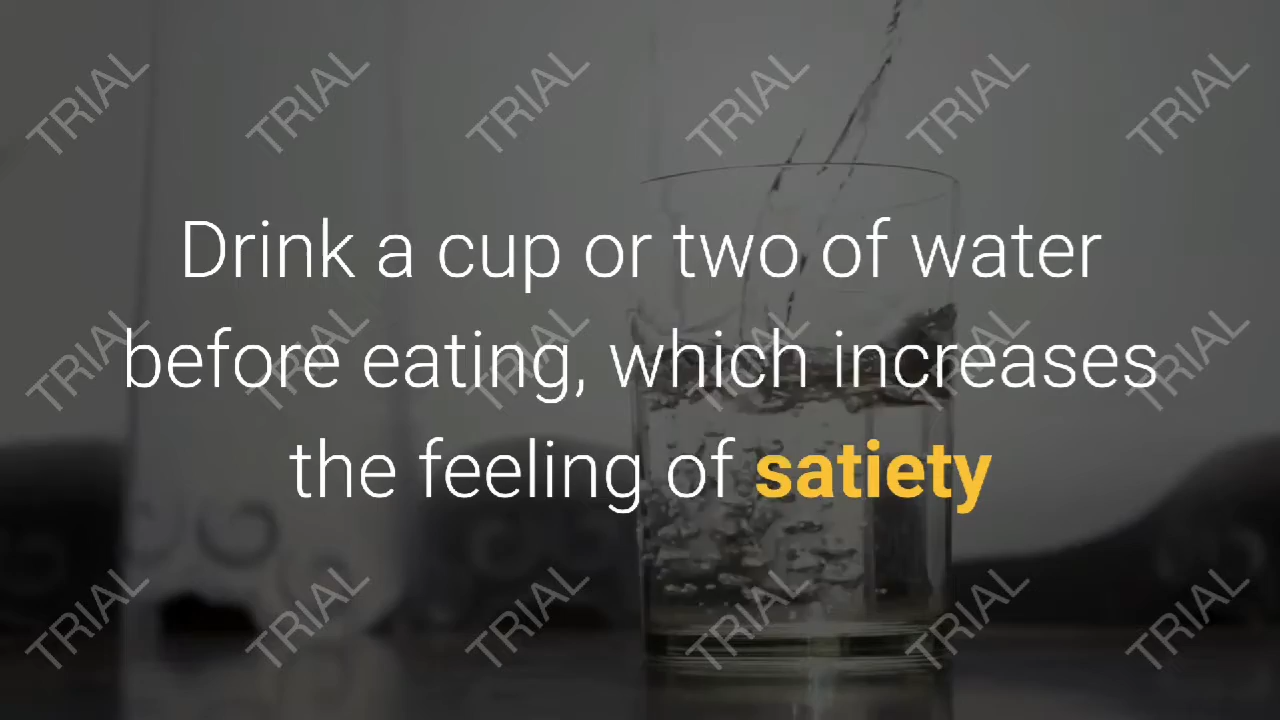 TRIAL TRIAL TRIAL TRIAL TRIAL TRIAL
Drink a cup or two of water
before eating, which increases
TRIAL TRIAL TRIAL TRIAL TRIAL TRIAL
the feeling of satiety
TRIAL TRIAL TRIAL TRIAL TRIAL TRIAL